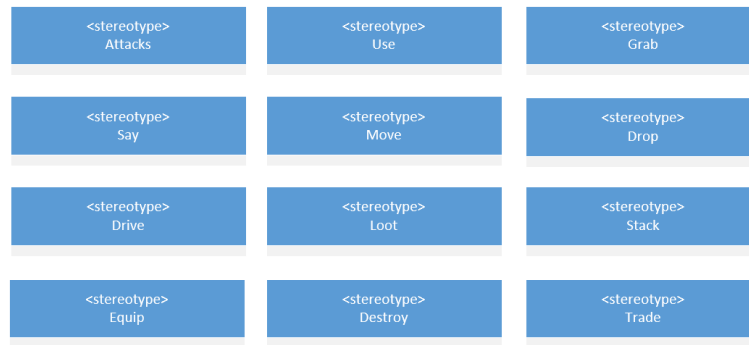 <stereotype>
Attacks
<stereotype>
Use
<stereotype>
Grab
<stereotype>
Say
<stereotype>
Move
<stereotype>
Drop
<stereotype>
Drive
<stereotype>
Loot
<stereotype>
Stack
<stereotype>
Equip
<stereotype>
Destroy
<stereotype>
Trade